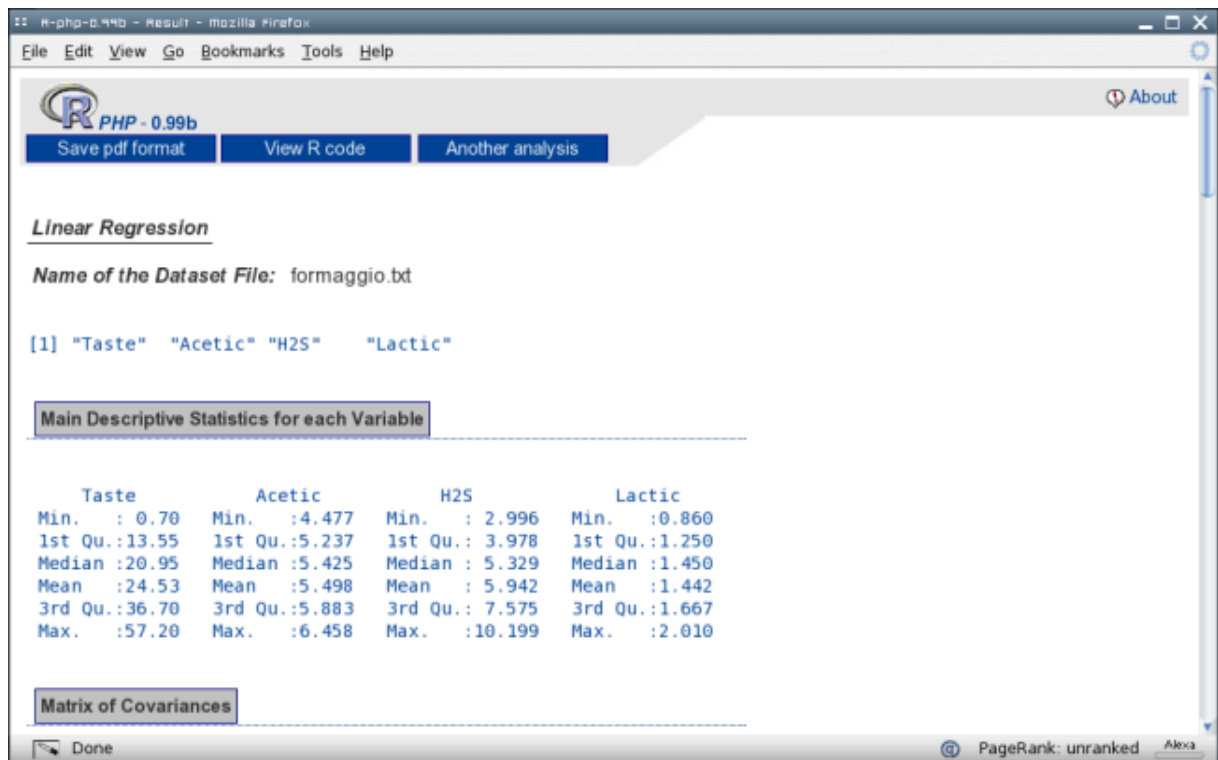 R-php-0.99b - Result - Mozilla Firefox
File Edit View Go Bookmarks Tools Help
R PHP - 0.99b
About
Save pdf format View R code Another analysis
Linear Regression
Name of the Dataset File: formaggio.txt
[1] "Taste" "Acetic" "H2S" "Lactic"
Main Descriptive Statistics for each Variable
Taste Acetic H2S Lactic
Min. : 0.70 Min. :4.477 Min. : 2.996 Min. :0.860
1st Qu.:13.55 1st Qu.:5.237 1st Qu.: 3.978 1st Qu.:1.250
Median :20.95 Median :5.425 Median : 5.329 Median :1.450
Mean :24.53 Mean :5.498 Mean : 5.942 Mean :1.442
3rd Qu.:36.70 3rd Qu.:5.883 3rd Qu.: 7.575 3rd Qu.:1.667
Max. :57.20 Max. :6.458 Max. :10.199 Max. :2.010
Matrix of Covariances
Done @ PageRank: unranked Alexa